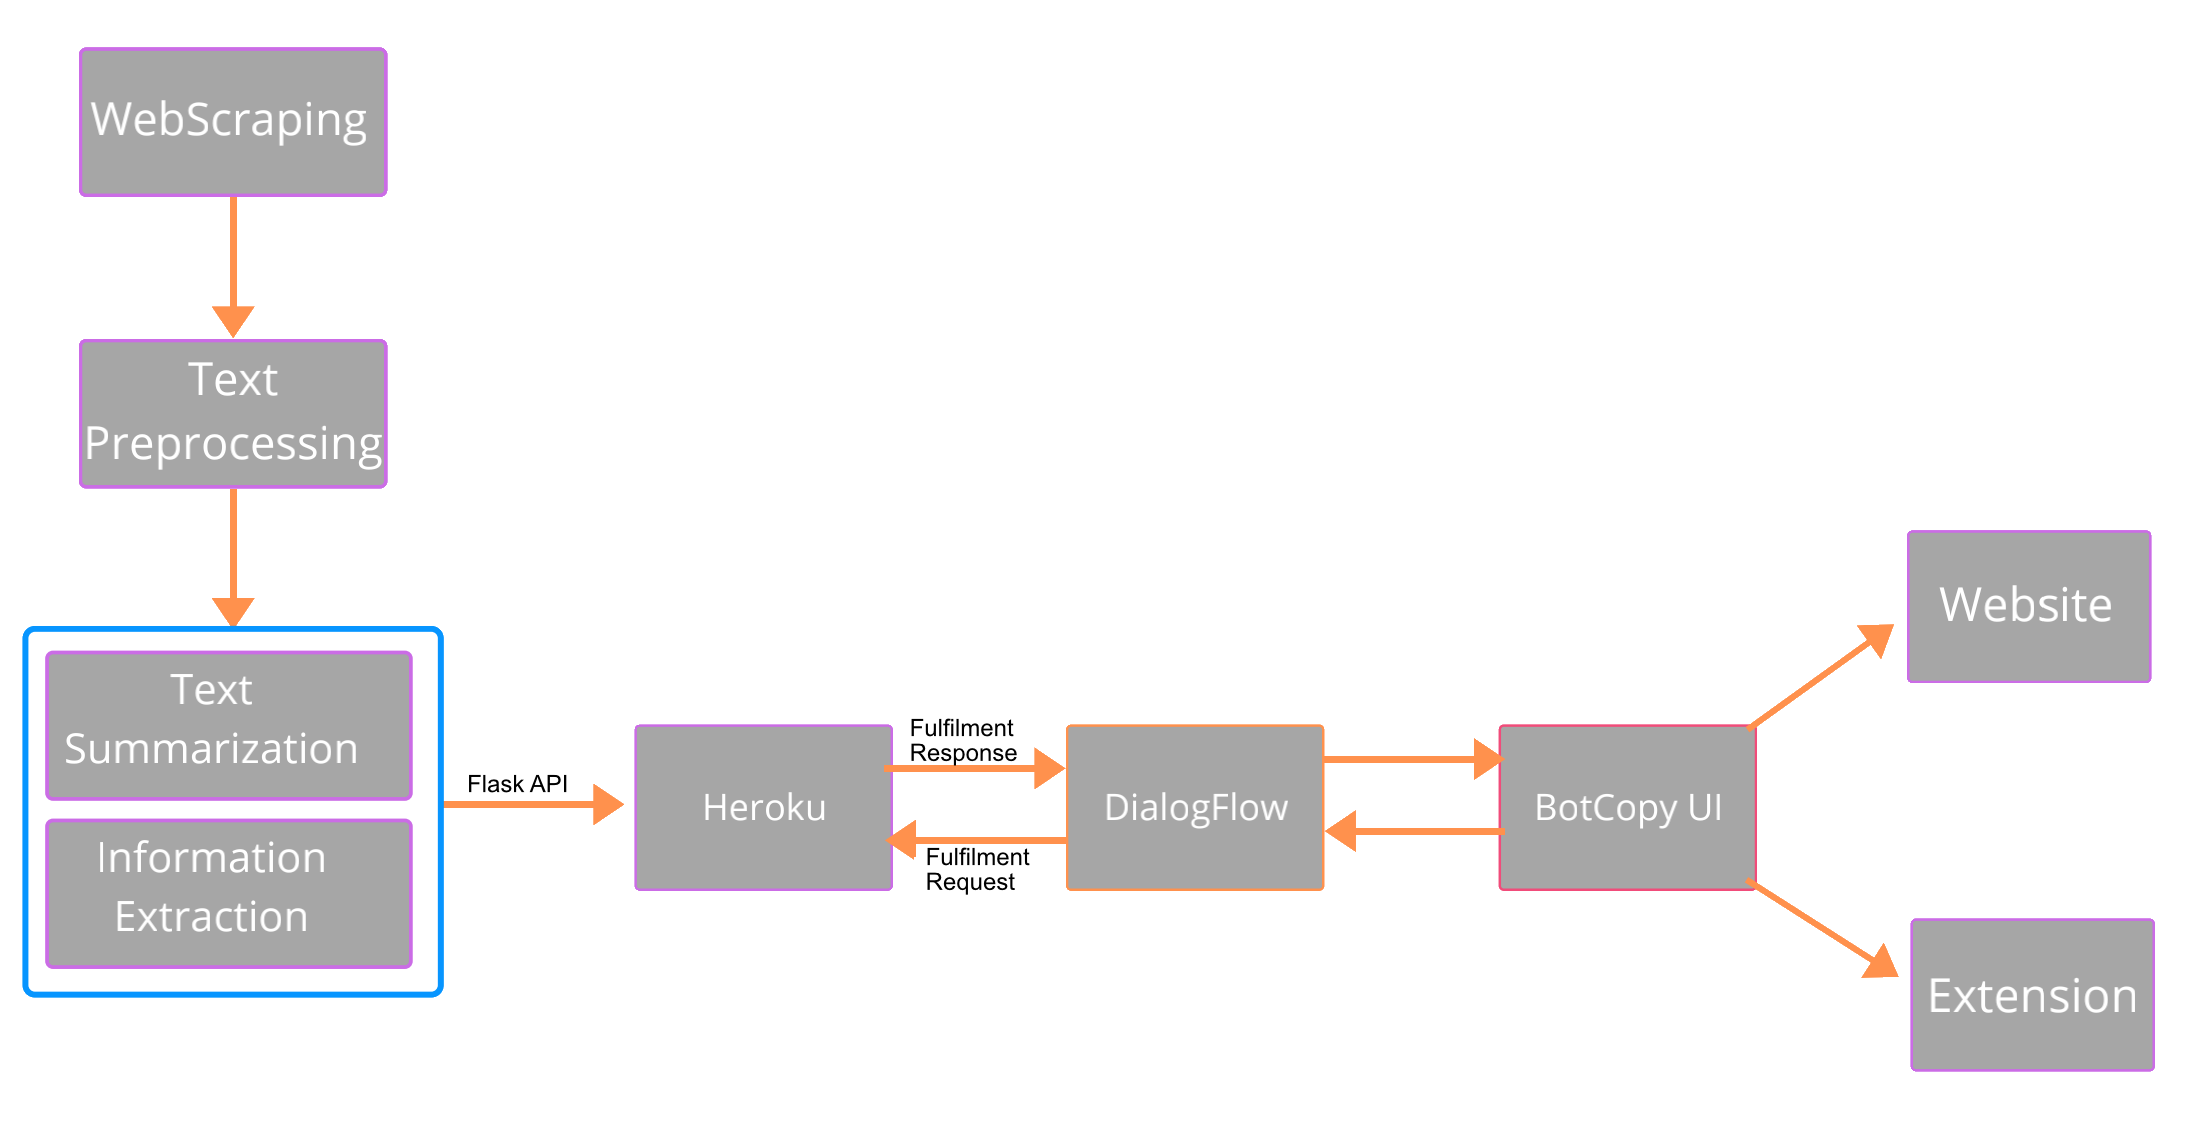 WebScraping
Text
Preprocessing
Text
Summarization
Information
Extraction
Flask API
Heroku
Fulfilment
Response
Fulfilment
Request
DialogFlow
BotCopy UI
Website
Extension